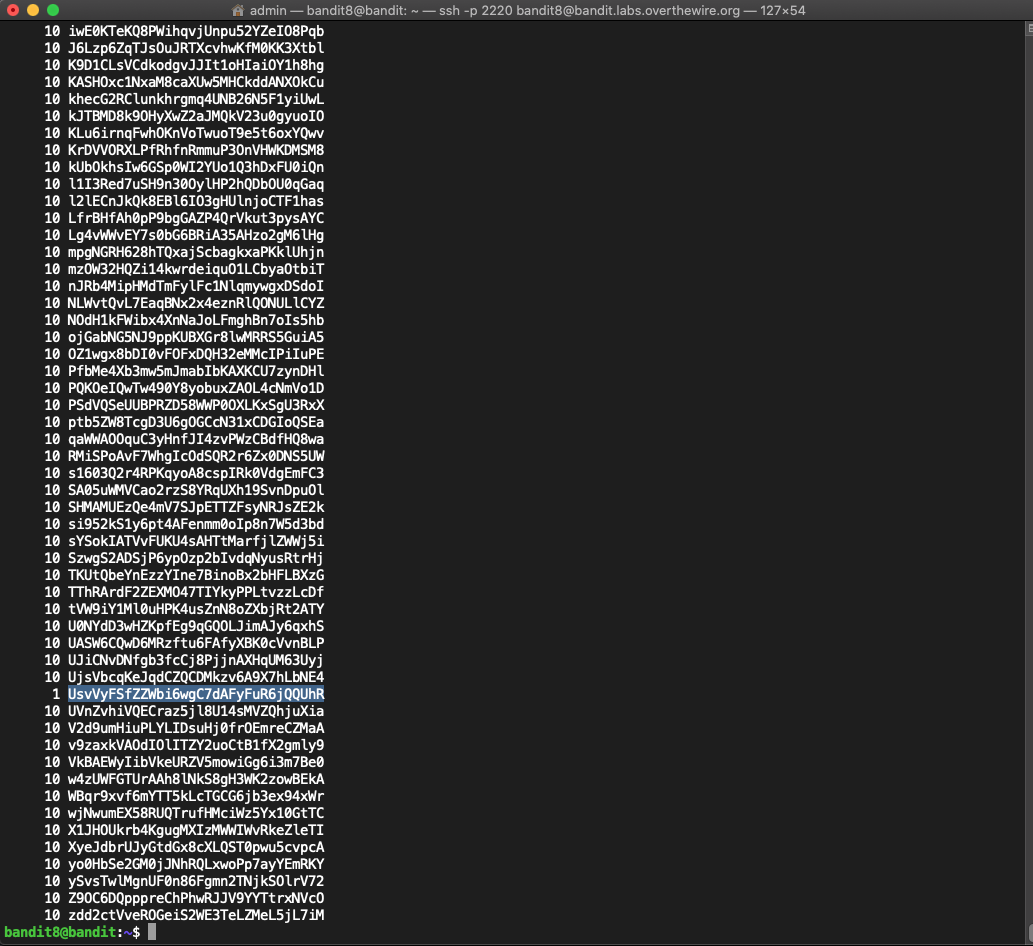 admin — bandit8@bandit: ~ — ssh -p 2220 bandit8@bandit.labs.overthewire.org — 127×54
10 iwE0KTeKQ8PWihqvjUnpu52YZeIO8Pqb
10 J6Lzp6ZqTJsOuJRTXcvhwKfM0KK3Xtbl
10 K9D1CLsVCdkodgvJJIt1oHIaiOY1h8hg
10 KASHOxc1NxaM8caXUw5MHCkddANXOkCu
10 khecG2RClunkhrgmq4UNB26N5F1yiUwL
10 kJTBMD8k9OHyXwZ2aJMQkV23u0gyuoIO
10 KLu6irnqFwhOKnVoTwuoT9e5t6oxYQwv
10 KrDVVORXLPfRhfnRmmuP3OnVHWKDMSM8
10 kUbOkhsIw6GSp0WI2YUo1Q3hDxFU0iQn
10 l1I3Red7uSH9n30OylHP2hQDbOU0qGaq
10 l2lECnJkQk8EBl6IO3gHUlnjoCTF1has
10 LfrBHfAh0pP9bgGAZP4QrVkut3pysAYC
10 Lg4vWWvEY7s0bG6BRiA35AHzo2gM6lHg
10 mpgNGRH628hTQxajScbagkxaPKklUhjn
10 mzOW32HQZi14kwrdeiquO1LCbyaOtbiT
10 nJRb4MipHMdTmFylFc1NlqmywgxDSdoI
10 NLWvtQvL7EaqBNx2x4eznRlQONULlCYZ
10 NOdH1kFWibx4XnNaJoLFmghBn7oIs5hb
10 ojGabNG5NJ9ppKUBXGr8lwMRRS5GuiA5
10 OZ1wgx8bDI0vFOFxDQH32eMMcIPiIuPE
10 PfbMe4Xb3mw5mJmabIbKAXKCU7zynDHl
10 PQKOeIQwTw490Y8yobuxZAOL4cNmVo1D
10 PSdVQSeUUBPRZD58WWP0OXLKxSgU3RxX
10 ptb5ZW8TcgD3U6gOGCcN31xCDGIoQSEa
10 qaWWAOOquC3yHnfJI4zvPWzCBdfHQ8wa
10 RMiSPoAvF7WhgIcOdSQR2r6Zx0DNS5UW
10 s1603Q2r4RPKqyoA8cspIRk0VdgEmFC3
10 SA05uWMVCao2rzS8YRqUXh19SvnDpuOl
10 SHMAMUEzQe4mV7SJpETTZFsyNRJsZE2k
10 si952kS1y6pt4AFenmm0oIp8n7W5d3bd
10 sYSokIATVvFUKU4sAHTtMarfjlZWWj5i
10 SzwgS2ADSjP6ypOzp2bIvdqNyusRtrHj
10 TKUtQbeYnEzzYIne7BinoBx2bHFLBXzG
10 TThRArdF2ZEXMO47TIYkyPPLtvzzLcDf
10 tVW9iY1Ml0uHPK4usZnN8oZXbjRt2ATY
10 U0NYdD3wHZKpfEg9qGQOLJimAJy6qxhS
10 UASW6CQwD6MRzftu6FAfyXBK0cVvnBLP
10 UJiCNvDNfgb3fcCj8PjjnAXHqUM63Uyj
10 UjsVbcqKeJqdCZQCDMkzv6A9X7hLbNE4
1 UsvVyFSfZZWbi6wgC7dAFyFuR6jQQUhR
10 UVnZvhiVQECraz5jl8U14sMVZQhjuXia
10 V2d9umHiuPLYLIDsuHj0frOEmreCZMaA
10 v9zaxkVAOdIOlITZY2uoCtB1fX2gmly9
10 VkBAEWyIibVkeURZV5mowiGg6i3m7Be0
10 w4zUWFGTUrAAh8lNkS8gH3WK2zowBEkA
10 WBqr9xvf6mYTT5kLcTGCG6jb3ex94xWr
10 wjNwumEX58RUQTrufHMciWz5Yx10GtTC
10 X1JHOUkrb4KgugMXIzMWWIWvRkeZleTI
10 XyeJdbrUJyGtdGx8cXLQST0pwu5cvpcA
10 yo0HbSe2GM0jJNhRQLxwoPp7ayYEmRKY
10 ySvsTwlMgnUF0n86Fgmn2TNjkSOlrV72
10 Z9OC6DQpppreChPhwRJJV9YYTtrxNVcO
10 zdd2ctVveROGeiS2WE3TeLZMeL5jL7iM
bandit8@bandit:~$